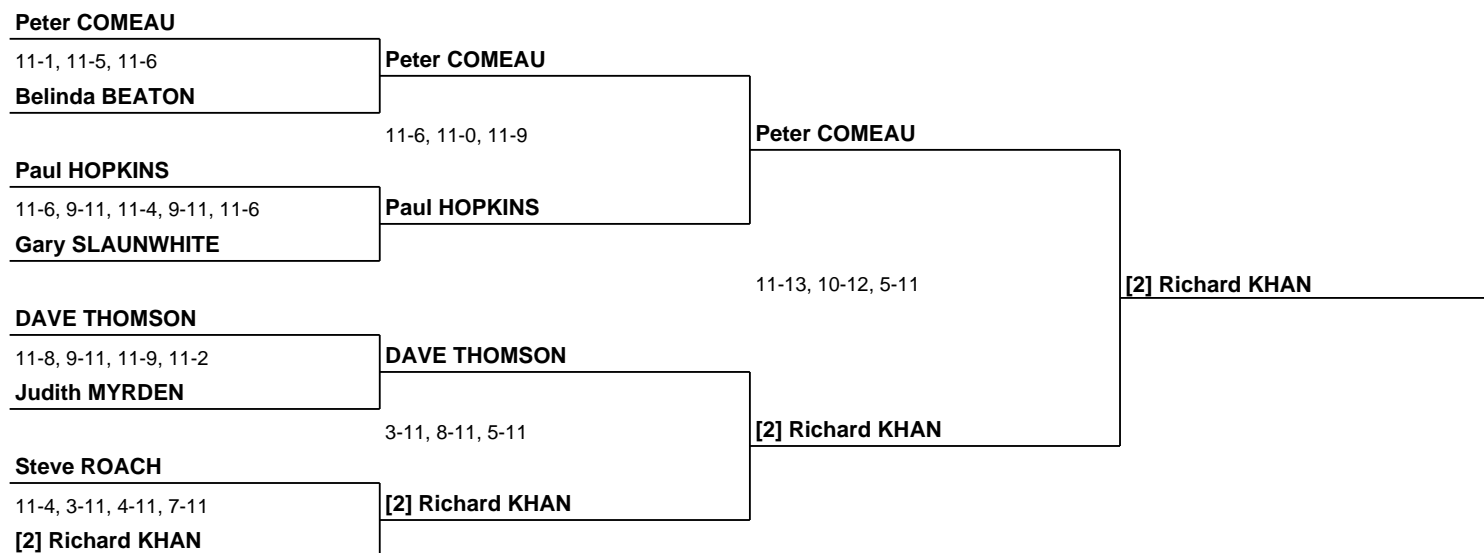 Peter COMEAU
11-1, 11-5, 11-6
Peter COMEAU
Belinda BEATON
11-6, 11-0, 11-9
Peter COMEAU
Paul HOPKINS
11-6, 9-11, 11-4, 9-11, 11-6
Paul HOPKINS
Gary SLAUNWHITE
11-13, 10-12, 5-11
[2] Richard KHAN
DAVE THOMSON
11-8, 9-11, 11-9, 11-2
DAVE THOMSON
Judith MYRDEN
3-11, 8-11, 5-11
[2] Richard KHAN
Steve ROACH
11-4, 3-11, 4-11, 7-11
[2] Richard KHAN
[2] Richard KHAN